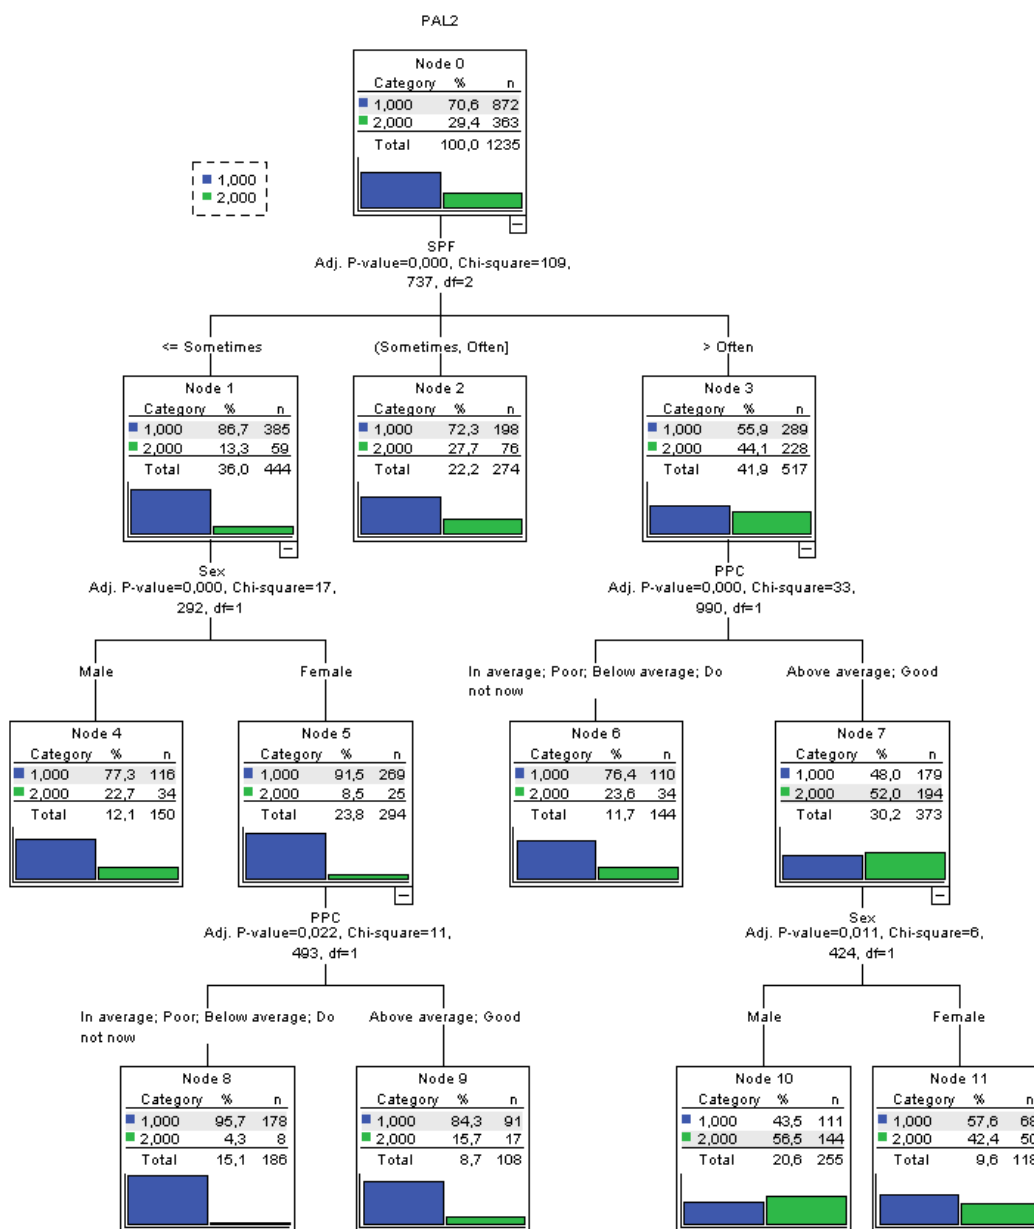 PAL2
Node 0
Category % n
1,000 70,6 872
2,000 29,4 363
Total 100,0 1235
1,000
2,000
SPF
Adj. P-value=0,000, Chi-square=109,
737, df=2
<= Sometimes
(Sometimes, Often]
> Often
Node 1
Category % n
1,000 86,7 385
2,000 13,3 59
Total 36,0 444
Node 2
Category % n
1,000 72,3 198
2,000 27,7 76
Total 22,2 274
Node 3
Category % n
1,000 55,9 289
2,000 44,1 228
Total 41,9 517
Sex
Adj. P-value=0,000, Chi-square=17,
292, df=1
PPC
Adj. P-value=0,000, Chi-square=33,
990, df=1
Male
Female
In average; Poor; Below average; Do
not now
Above average; Good
Node 4
Category % n
1,000 77,3 116
2,000 22,7 34
Total 12,1 150
Node 5
Category % n
1,000 91,5 269
2,000 8,5 25
Total 23,8 294
Node 6
Category % n
1,000 76,4 110
2,000 23,6 34
Total 11,7 144
Node 7
Category % n
1,000 48,0 179
2,000 52,0 194
Total 30,2 373
PPC
Adj. P-value=0,022, Chi-square=11,
493, df=1
Sex
Adj. P-value=0,011, Chi-square=6,
424, df=1
In average; Poor; Below average; Do
not now
Above average; Good
Male
Female
Node 8
Category % n
1,000 95,7 178
2,000 4,3 8
Total 15,1 186
Node 9
Category % n
1,000 84,3 91
2,000 15,7 17
Total 8,7 108
Node 10
Category % n
1,000 43,5 111
2,000 56,5 144
Total 20,6 255
Node 11
Category % n
1,000 57,6 68
2,000 42,4 50
Total 9,6 118